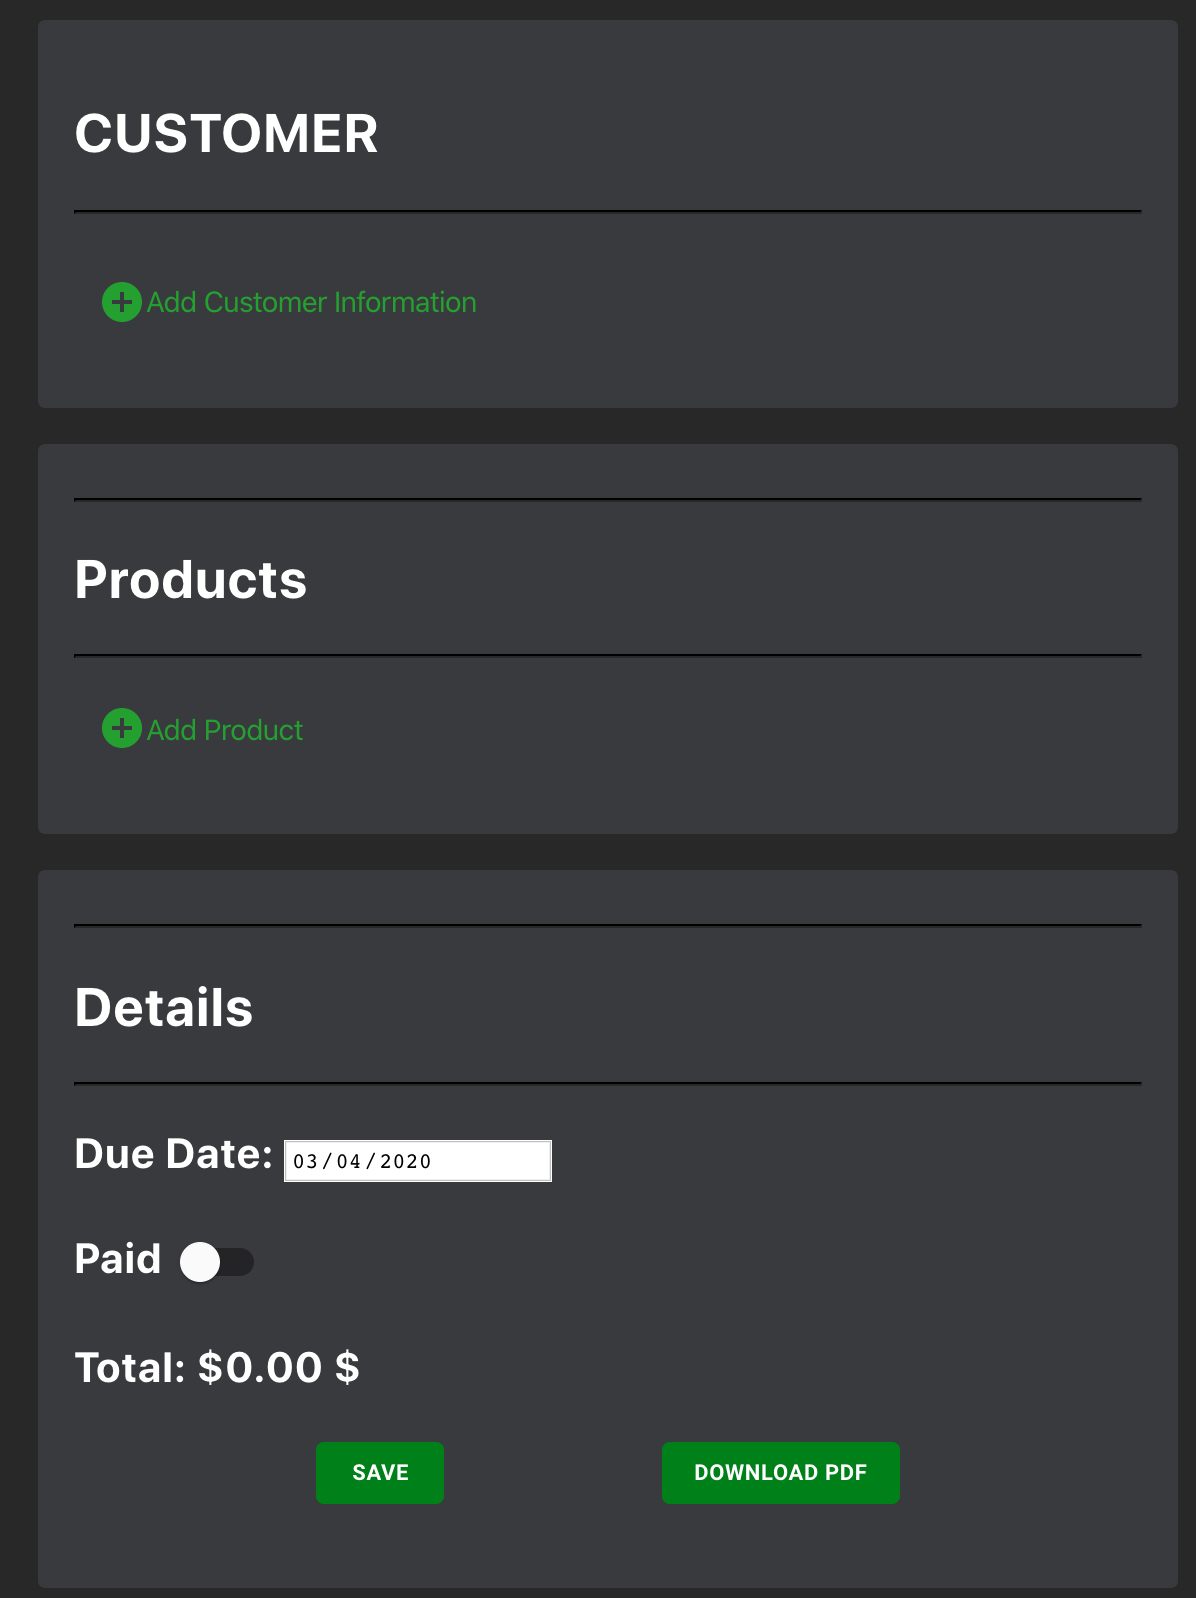 CUSTOMER
Add Customer Information
Products
Add Product
Details
Due Date: 03/04/2020
Paid
Total: $0.00 $
SAVE DOWNLOAD PDF